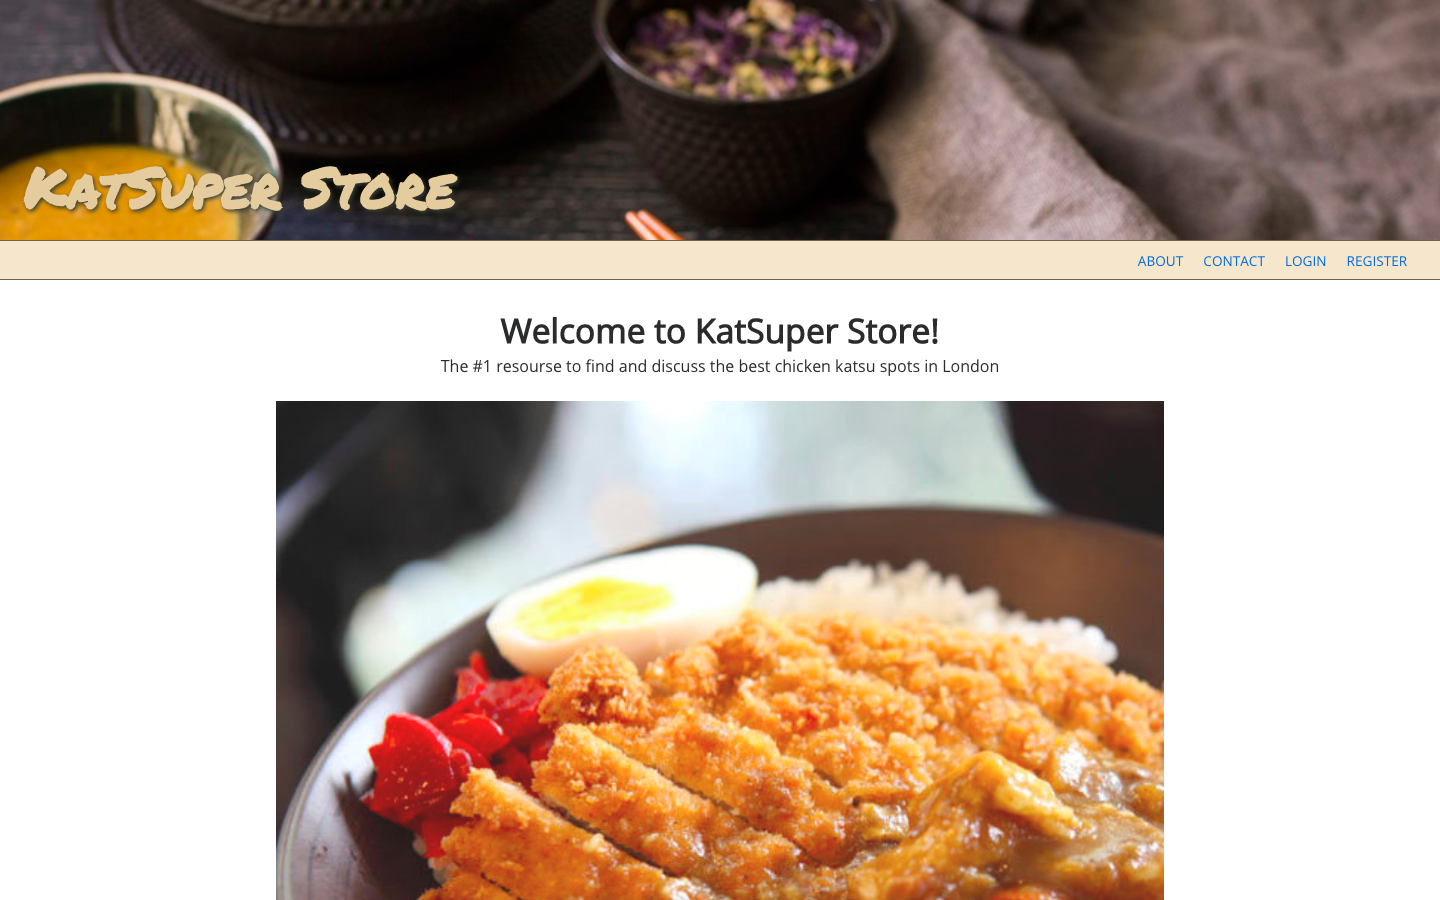 KatSuper Store
ABOUT CONTACT LOGIN REGISTER
Welcome to KatSuper Store!
The #1 resourse to find and discuss the best chicken katsu spots in London